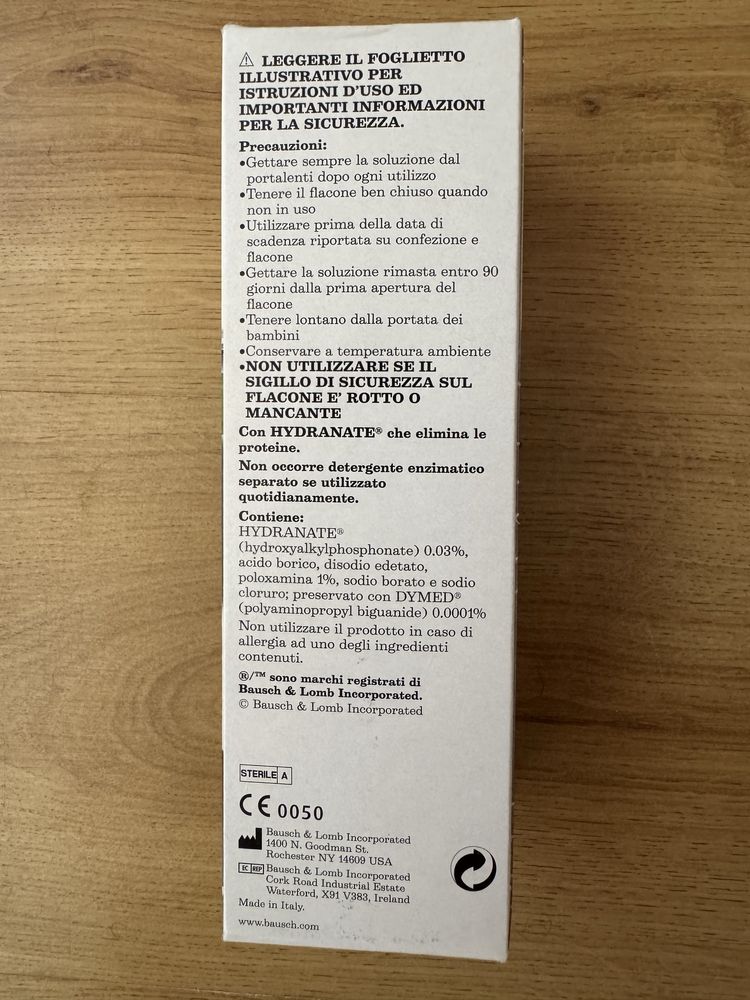 ⚠ LEGGERE IL FOGLIETTO
ILLUSTRATIVO PER
ISTRUZIONI D'USO ED
IMPORTANTI INFORMAZIONI
PER LA SICUREZZA.
Precauzioni:
•Gettare sempre la soluzione dal
portalenti dopo ogni utilizzo
•Tenere il flacone ben chiuso quando
non in uso
•Utilizzare prima della data di
scadenza riportata su confezione e
flacone
•Gettare la soluzione rimasta entro 90
giorni dalla prima apertura del
flacone
•Tenere lontano dalla portata dei
bambini
•Conservare a temperatura ambiente
•NON UTILIZZARE SE IL
SIGILLO DI SICUREZZA SUL
FLACONE E' ROTTO O
MANCANTE
Con HYDRANATE® che elimina le
proteine.
Non occorre detergente enzimatico
separato se utilizzato
quotidianamente.
Contiene:
HYDRANATE®
(hydroxyalkylphosphonate) 0.03%,
acido borico, disodio edetato,
poloxamina 1%, sodio borato e sodio
cloruro; preservato con DYMED®
(polyaminopropyl biguanide) 0.0001%
Non utilizzare il prodotto in caso di
allergia ad uno degli ingredienti
contenuti.
®/™ sono marchi registrati di
Bausch & Lomb Incorporated.
© Bausch & Lomb Incorporated
STERILE A
CE 0050
Bausch & Lomb Incorporated
1400 N. Goodman St.
Rochester NY 14609 USA
EC REP Bausch & Lomb Incorporated
Cork Road Industrial Estate
Waterford, X91 V383, Ireland
Made in Italy.
www.bausch.com